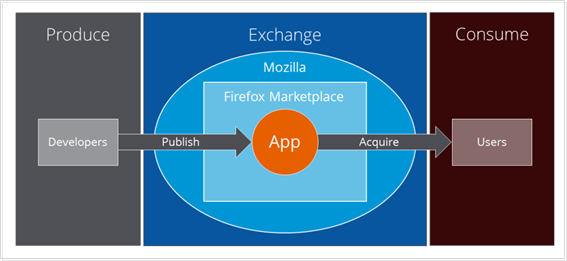 Produce
Exchange
Consume
Mozilla
Firefox Marketplace
Developers
Publish
App
Acquire
Users